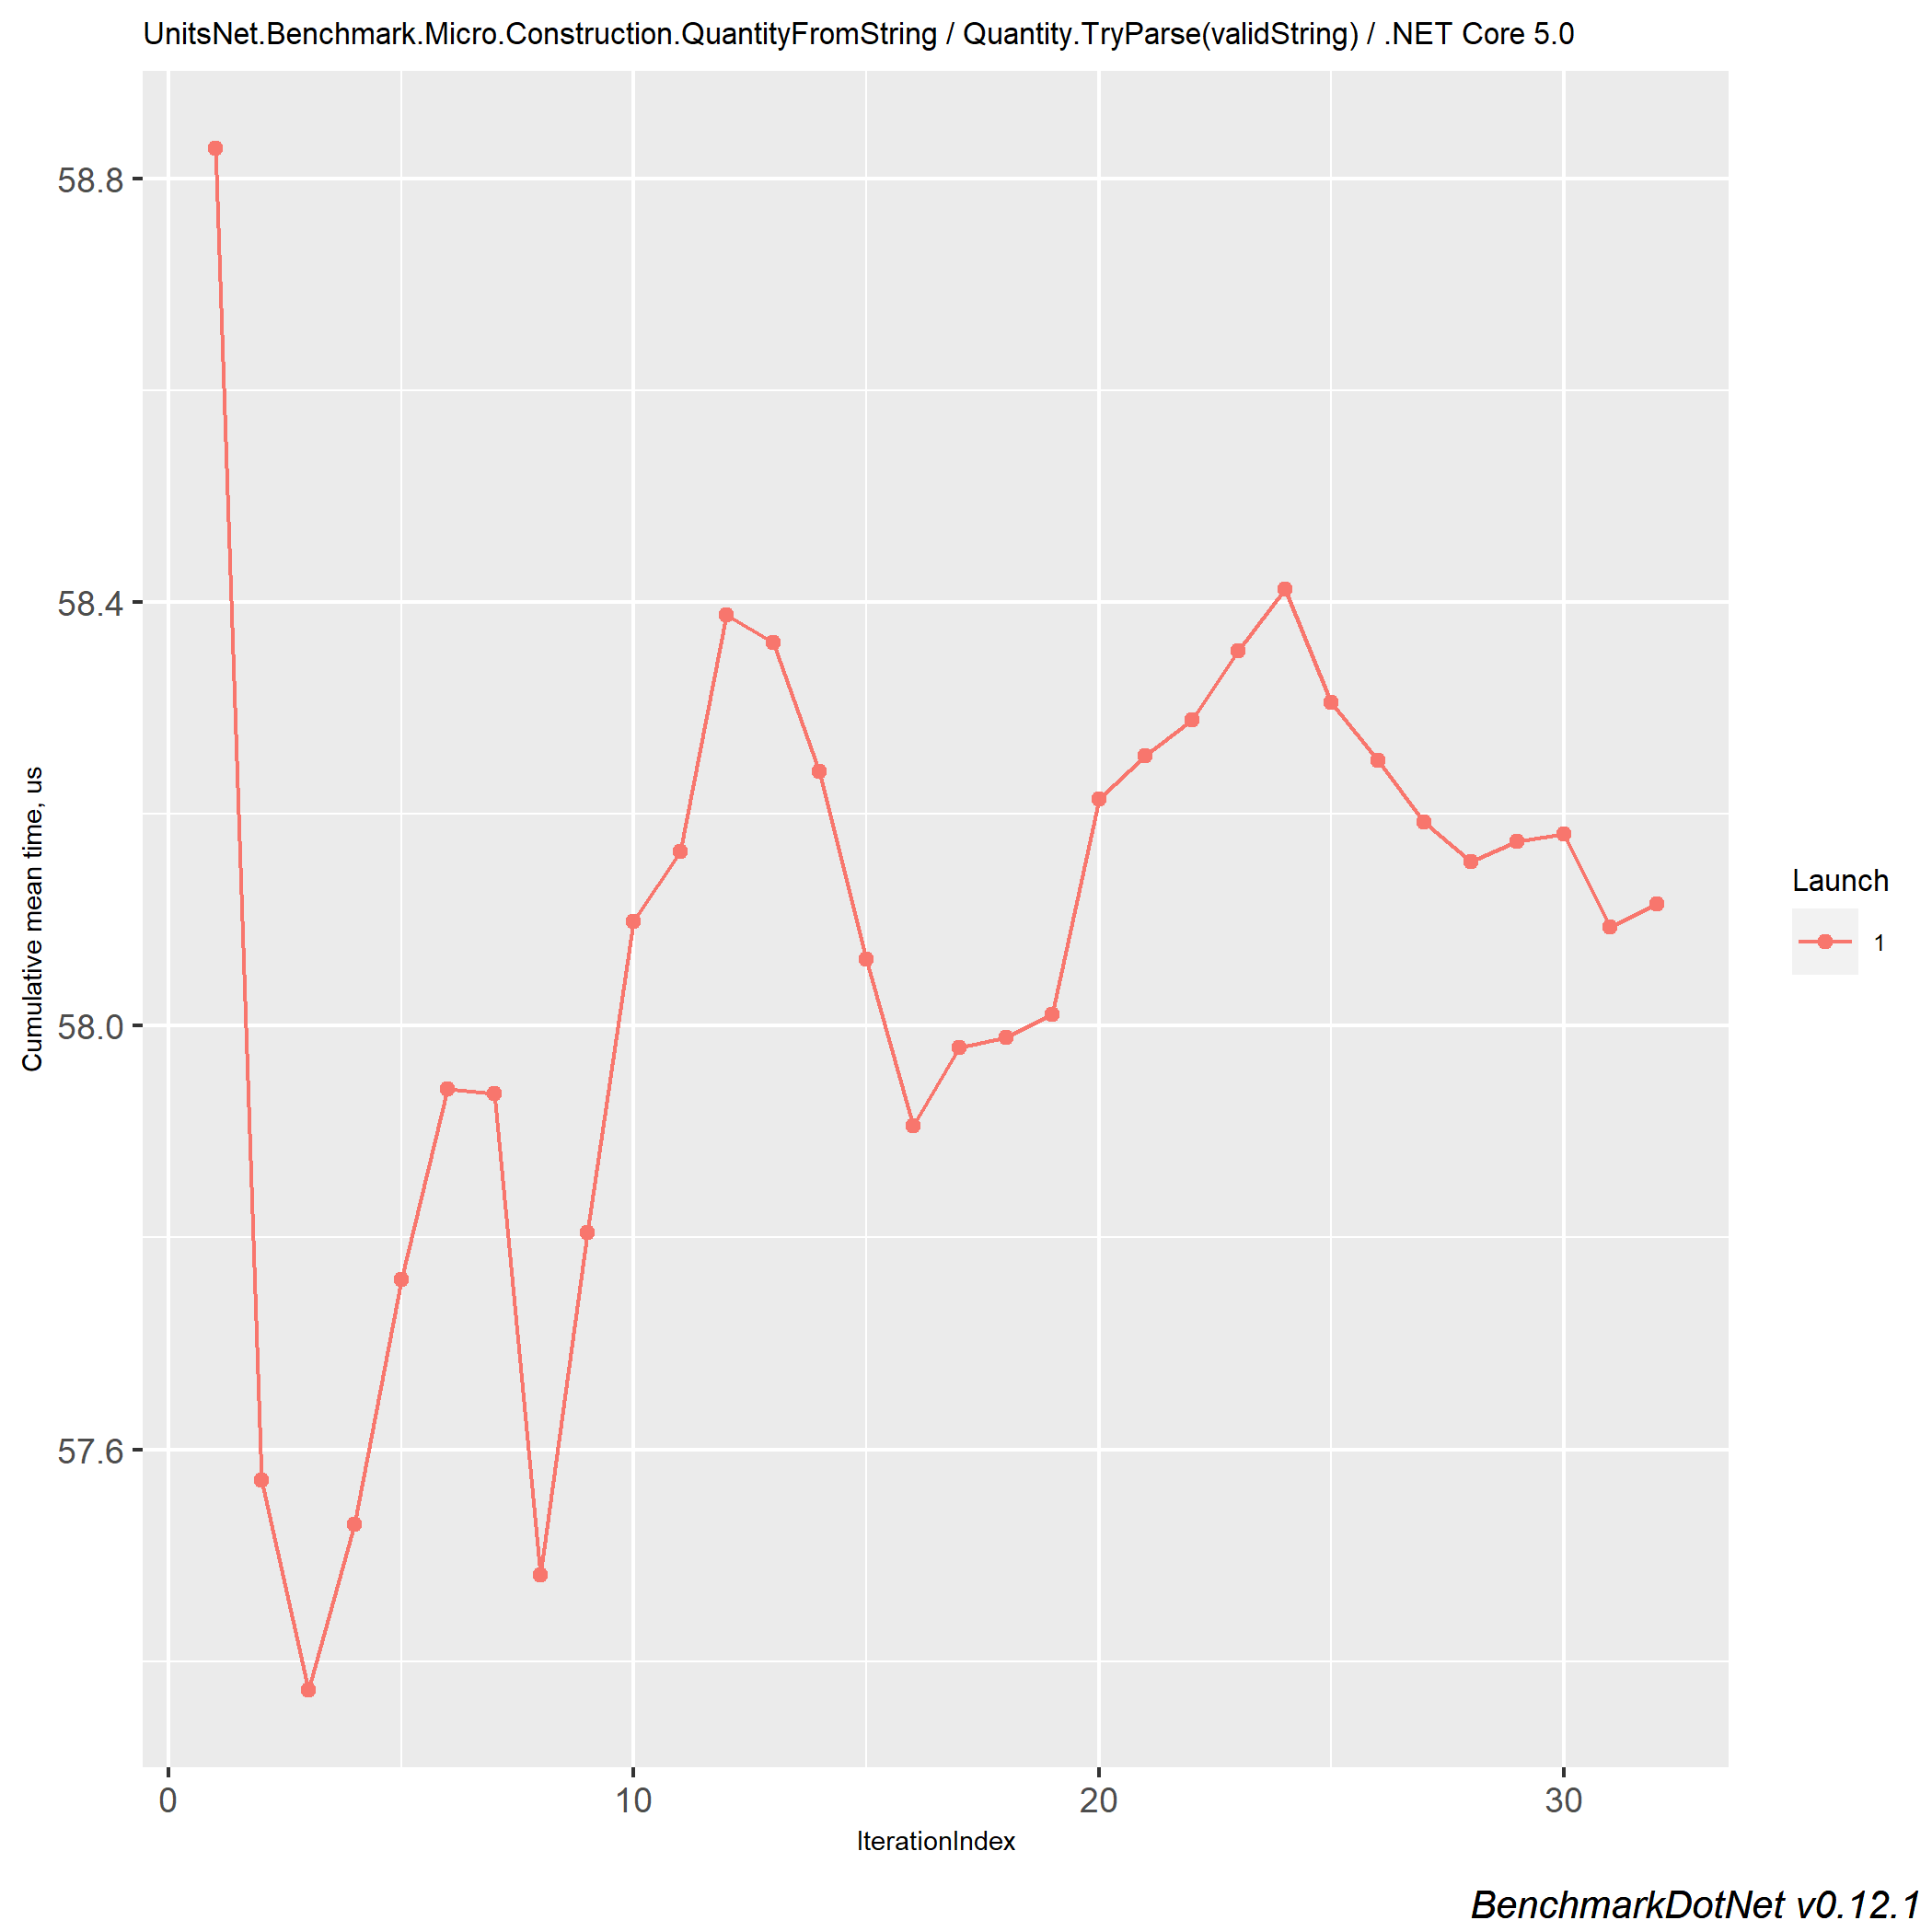 UnitsNet.Benchmark.Micro.Construction.QuantityFromString / Quantity.TryParse(validString) / .NET Core 5.0
58.8
58.4
58.0
57.6
Cumulative mean time, us
0 10 20 30
IterationIndex
Launch
1
BenchmarkDotNet v0.12.1